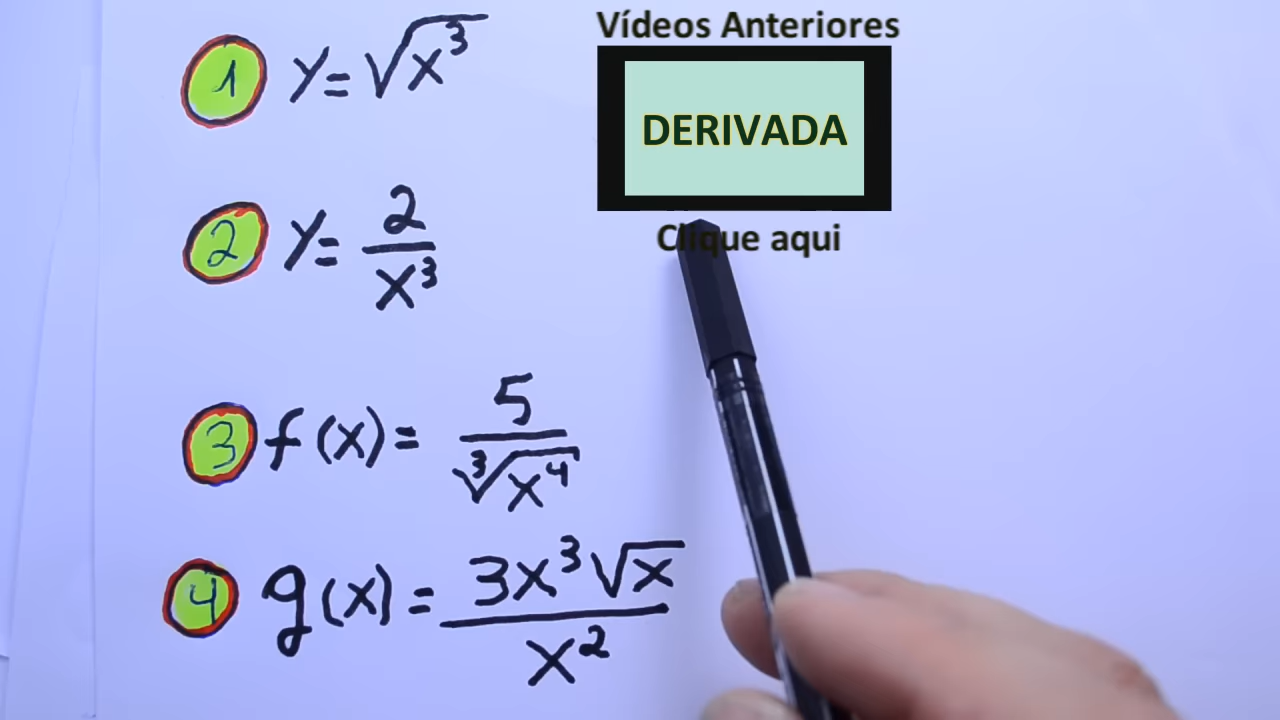 1 y = √x³
2 y = 2/x³
3 f(x) = 5/∛x⁴
4 g(x) = 3x³√x/x²
Vídeos Anteriores
DERIVADA
Clique aqui